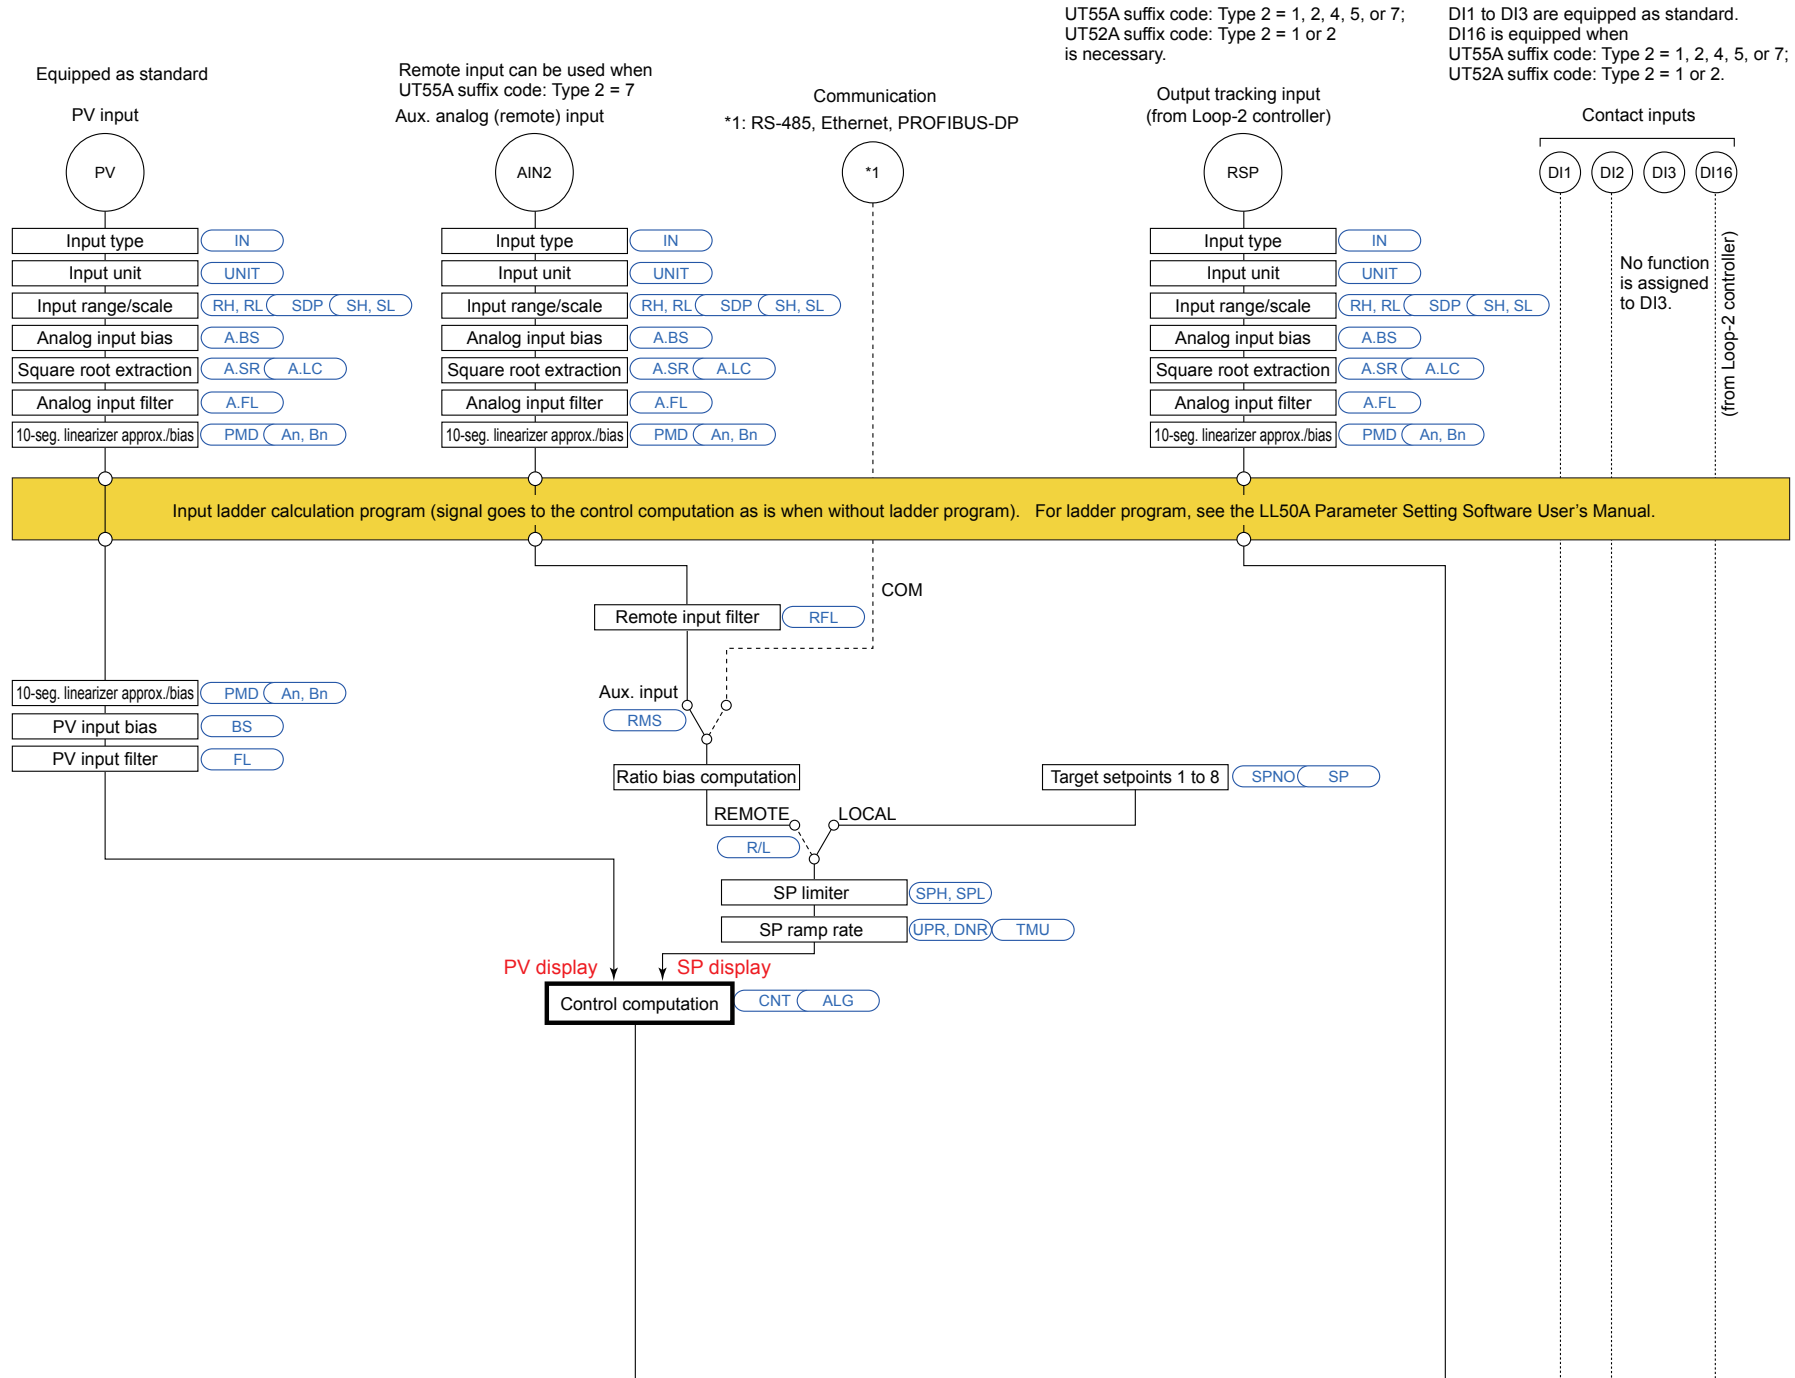 UT55A suffix code: Type 2 = 1, 2, 4, 5, or 7;
UT52A suffix code: Type 2 = 1 or 2
is necessary.
DI1 to DI3 are equipped as standard.
DI16 is equipped when
UT55A suffix code: Type 2 = 1, 2, 4, 5, or 7;
UT52A suffix code: Type 2 = 1 or 2.
Equipped as standard
Remote input can be used when
UT55A suffix code: Type 2 = 7
PV input
Aux. analog (remote) input
Communication
*1: RS-485, Ethernet, PROFIBUS-DP
Output tracking input
(from Loop-2 controller)
Contact inputs
PV
AIN2
*1
RSP
DI1 DI2 DI3 DI16
Input type IN
Input unit UNIT
Input range/scale RH, RL SDP SH, SL
Analog input bias A.BS
Square root extraction A.SR A.LC
Analog input filter A.FL
10-seg. linearizer approx./bias PMD An, Bn
Input type IN
Input unit UNIT
Input range/scale RH, RL SDP SH, SL
Analog input bias A.BS
Square root extraction A.SR A.LC
Analog input filter A.FL
10-seg. linearizer approx./bias PMD An, Bn
Input type IN
Input unit UNIT
Input range/scale RH, RL SDP SH, SL
Analog input bias A.BS
Square root extraction A.SR A.LC
Analog input filter A.FL
10-seg. linearizer approx./bias PMD An, Bn
No function
is assigned
to DI3.
(from Loop-2 controller)
Input ladder calculation program (signal goes to the control computation as is when without ladder program). For ladder program, see the LL50A Parameter Setting Software User's Manual.
COM
Remote input filter RFL
10-seg. linearizer approx./bias PMD An, Bn
PV input bias BS
PV input filter FL
Aux. input
RMS
Ratio bias computation
Target setpoints 1 to 8 SPNO SP
REMOTE LOCAL
R/L
SP limiter SPH, SPL
SP ramp rate UPR, DNR TMU
PV display SP display
Control computation CNT ALG